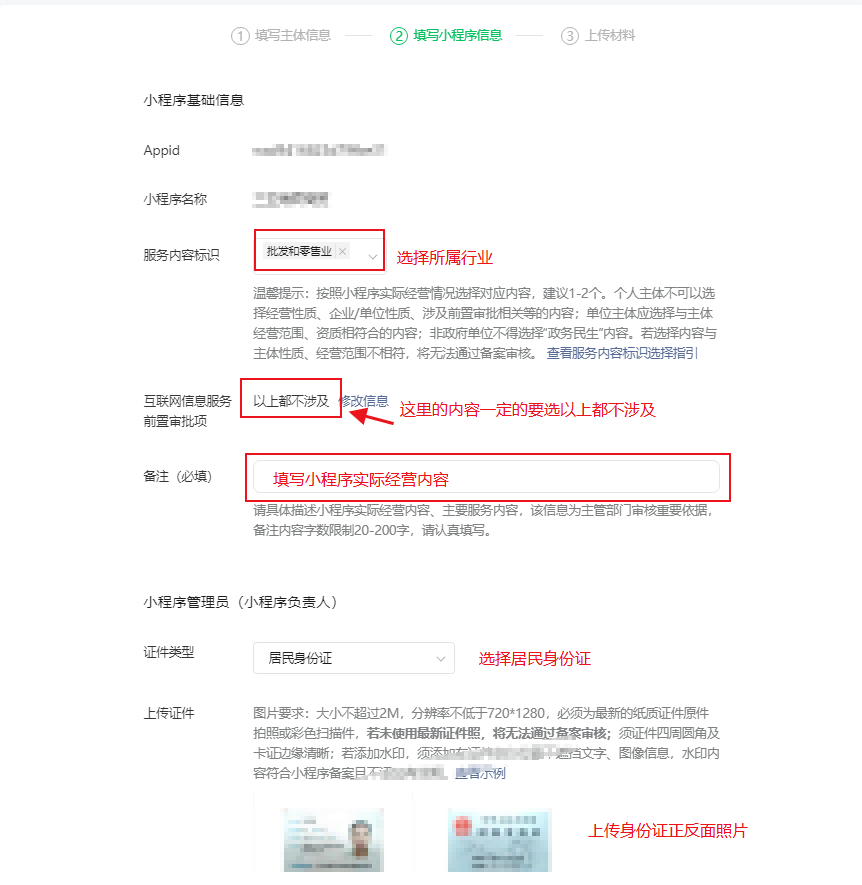 1 填写主体信息 2 填写小程序信息 3 上传材料
小程序基础信息
Appid
小程序名称
服务内容标识 批发和零售业 × 选择所属行业
温馨提示：按照小程序实际经营情况选择对应内容，建议1-2个。个人主体不可以选
择经营性质、企业/单位性质、涉及前置审批相关等的内容；单位主体应选择与主体
经营范围、资质相符合的内容；非政府单位不得选择“政务民生”内容。若选择内容与
主体性质、经营范围不相符，将无法通过备案审核。 查看服务内容标识选择指引
互联网信息服务
前置审批项
以上都不涉及 修改信息 这里的内容一定的要选以上都不涉及
备注（必填） 填写小程序实际经营内容
请具体描述小程序实际经营内容、主要服务内容，该信息为主管部门审核重要依据，
备注内容字数限制20-200字，请认真填写。
小程序管理员（小程序负责人）
证件类型 居民身份证 选择居民身份证
上传证件 图片要求：大小不超过2M，分辨率不低于720*1280，必须为最新的纸质证件原件
拍照或彩色扫描件，若未使用最新证件照，将无法通过备案审核；须证件四周圆角及
卡证边缘清晰；若添加水印，须添加在 遮挡文字、图像信息，水印内
容符合小程序备案且不 查看示例
上传身份证正反面照片